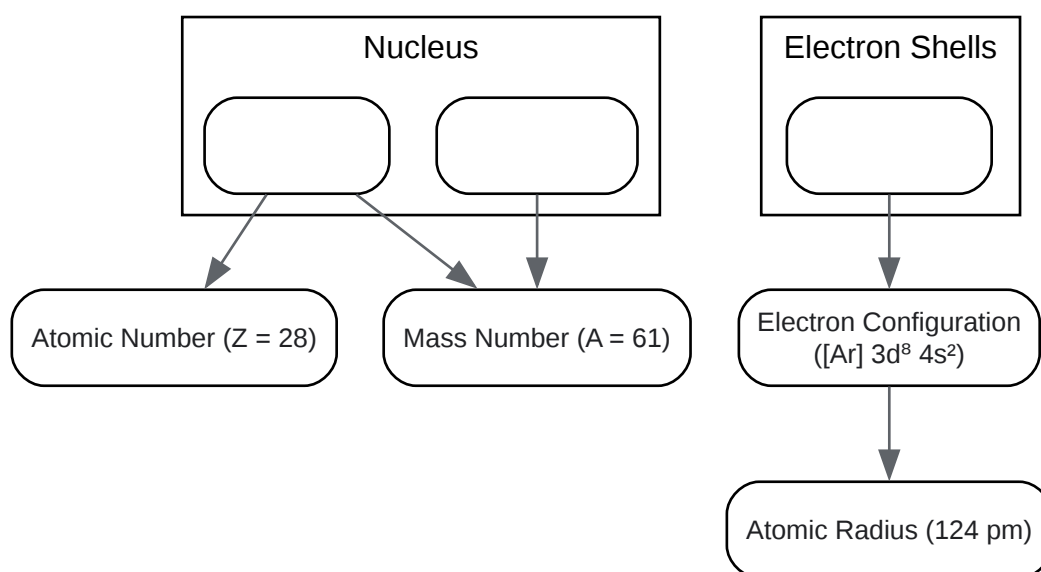 Nucleus
Electron Shells
Atomic Number (Z = 28)
Mass Number (A = 61)
Electron Configuration
([Ar] 3d⁸ 4s²)
Atomic Radius (124 pm)